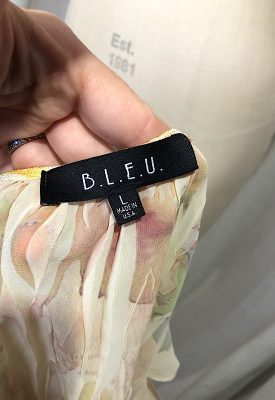 Est.
1981
B.L.E.U.
L
MADE IN
U.S.A.